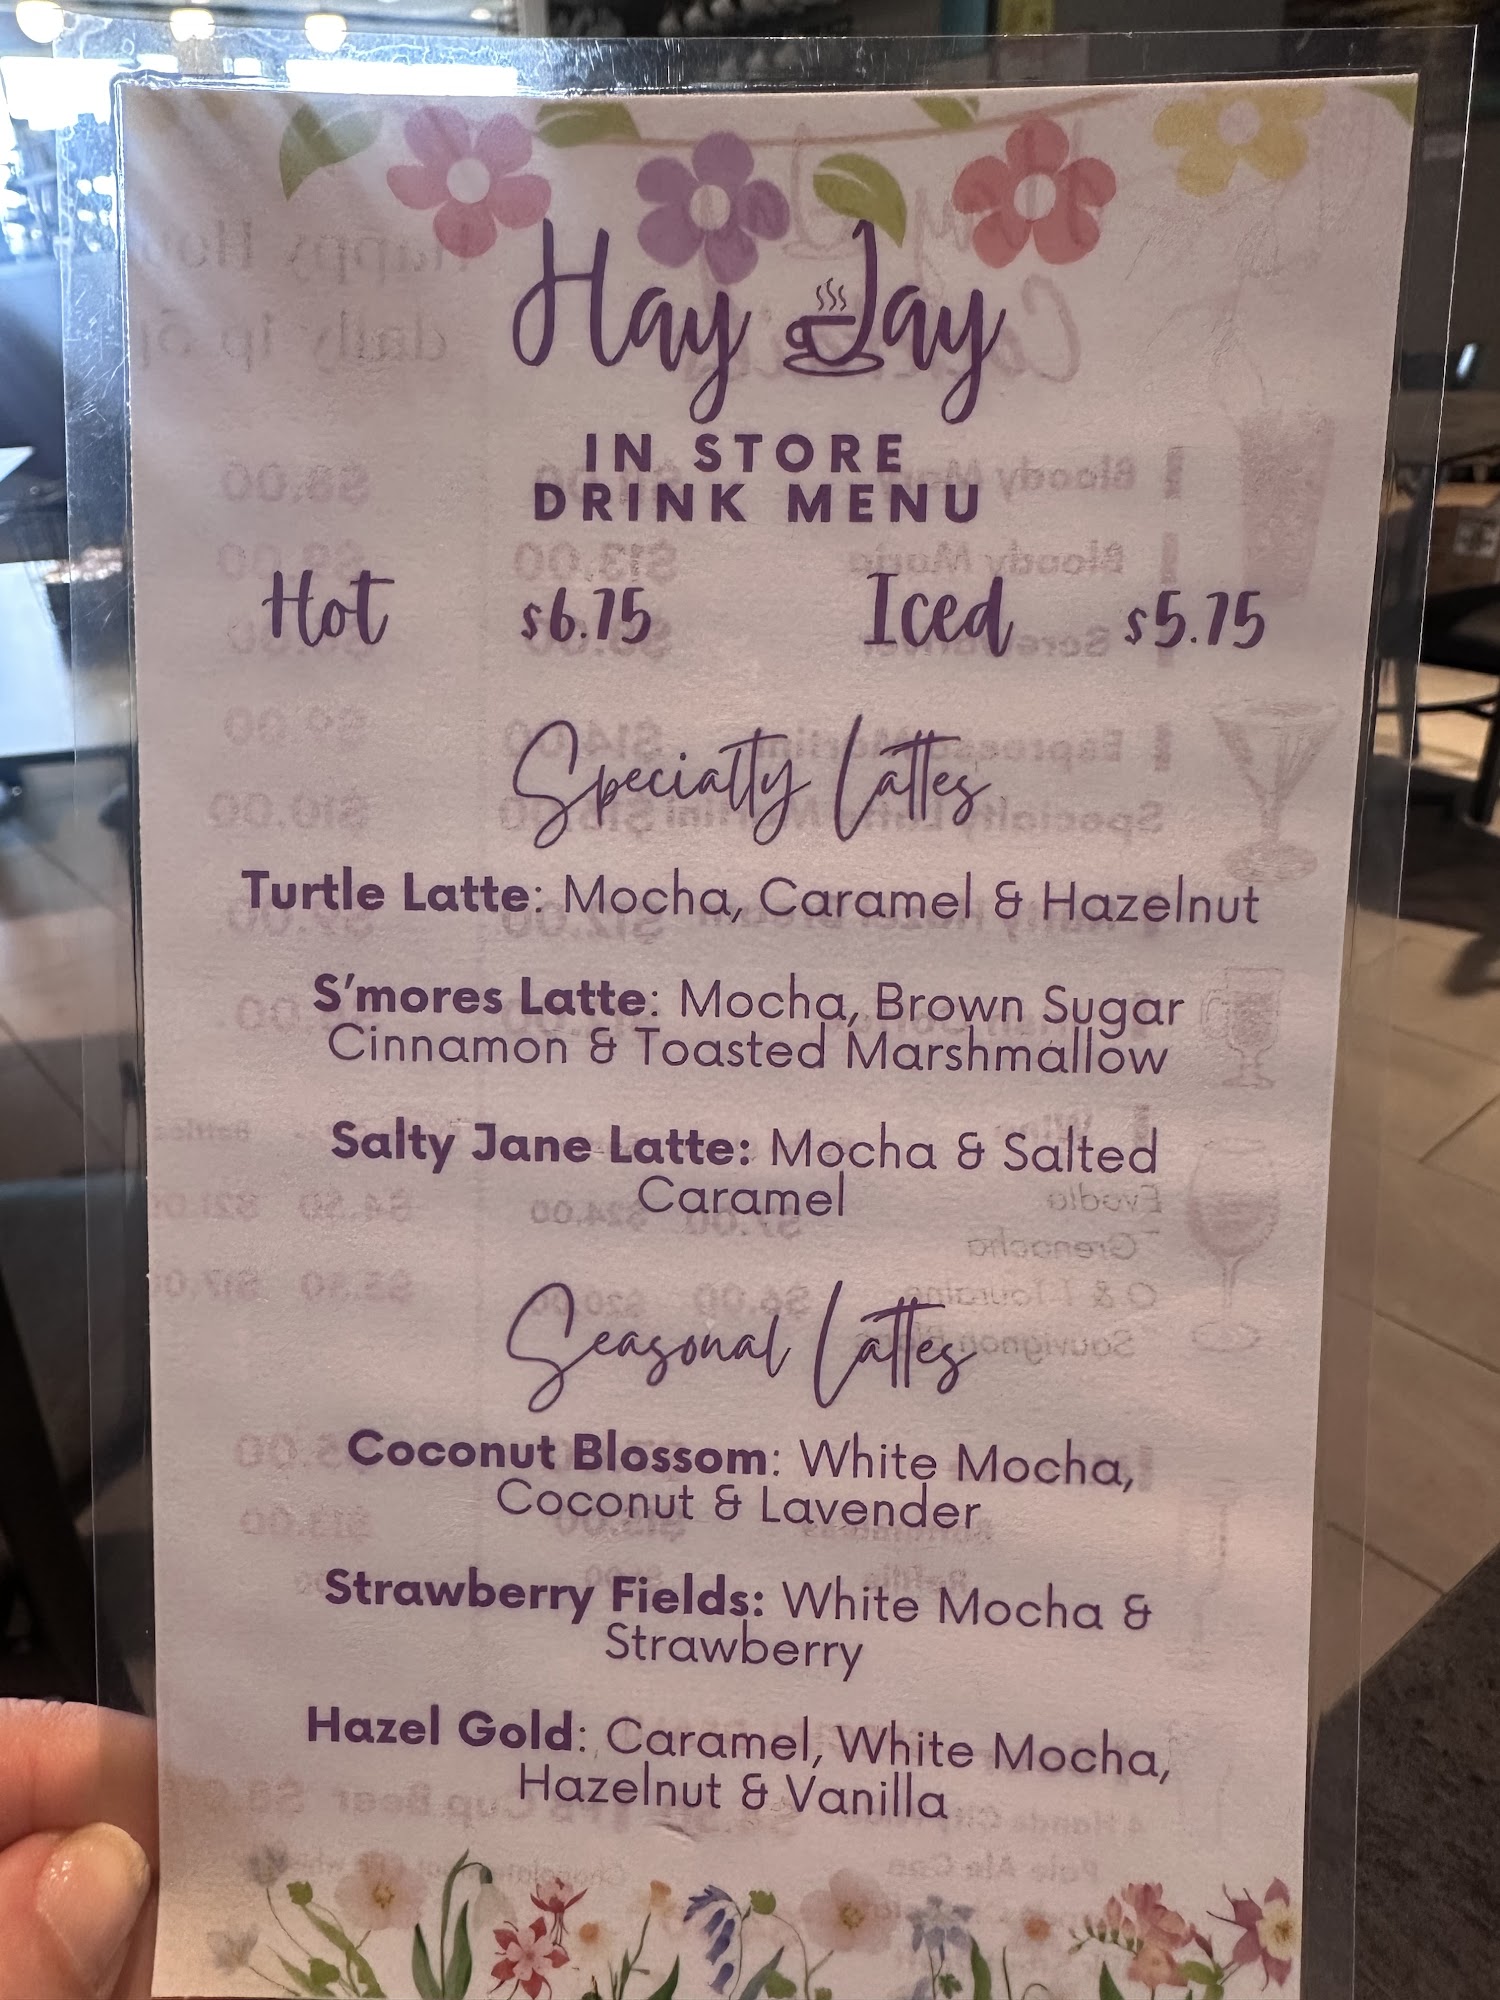 Hay Jay
IN STORE
DRINK MENU
Hot $6.75 Iced $5.75
Specialty Lattes
Turtle Latte: Mocha, Caramel & Hazelnut
S'mores Latte: Mocha, Brown Sugar
Cinnamon & Toasted Marshmallow
Salty Jane Latte: Mocha & Salted
Caramel
Seasonal Lattes
Coconut Blossom: White Mocha,
Coconut & Lavender
Strawberry Fields: White Mocha &
Strawberry
Hazel Gold: Caramel, White Mocha,
Hazelnut & Vanilla